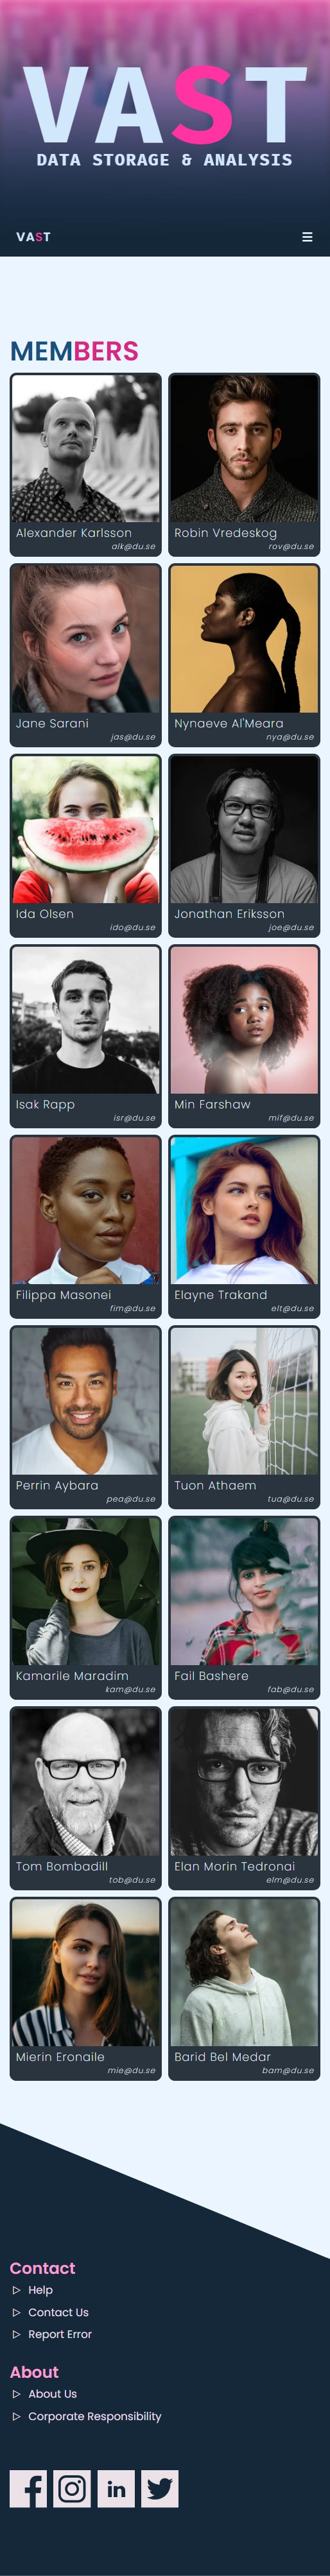 VAST
DATA STORAGE & ANALYSIS
VAST
MEMBERS
Alexander Karlsson
alk@du.se
Robin Vredeskog
rov@du.se
Jane Sarani
jas@du.se
Nynaeve Al'Meara
nya@du.se
Ida Olsen
ido@du.se
Jonathan Eriksson
joe@du.se
Isak Rapp
isr@du.se
Min Farshaw
mif@du.se
Filippa Masonei
fim@du.se
Elayne Trakand
elt@du.se
Perrin Aybara
pea@du.se
Tuon Athaem
tua@du.se
Kamarile Maradim
kam@du.se
Fail Bashere
fab@du.se
Tom Bombadill
tob@du.se
Elan Morin Tedronai
elm@du.se
Mierin Eronaile
mie@du.se
Barid Bel Medar
bam@du.se
Contact
Help
Contact Us
Report Error
About
About Us
Corporate Responsibility